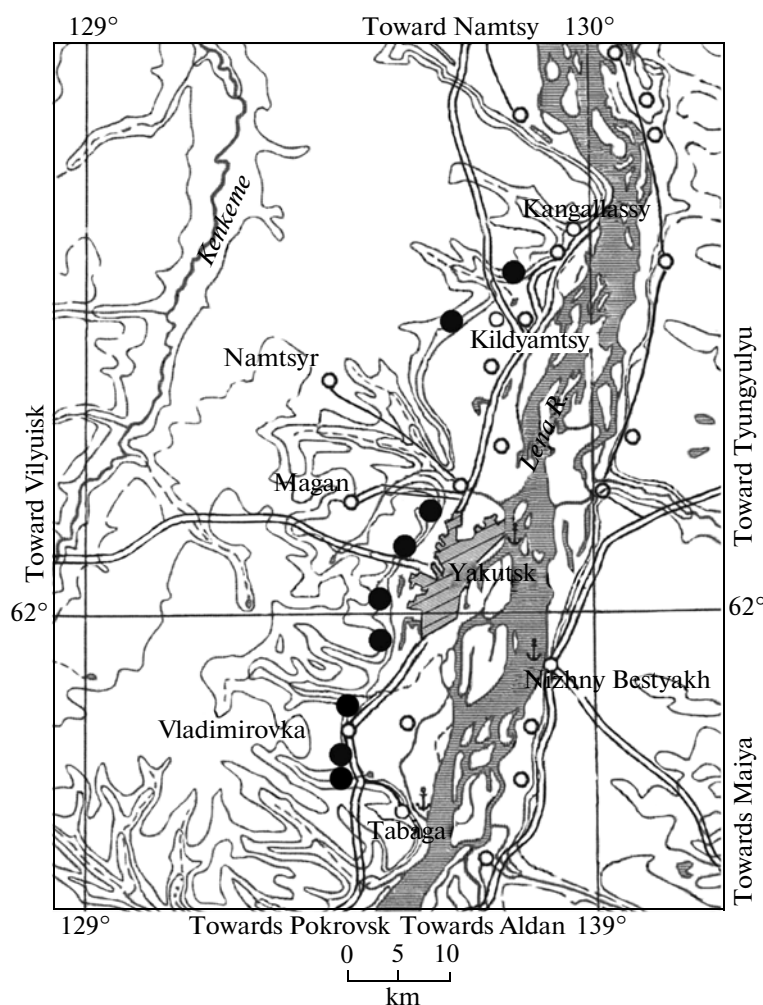 Toward Namtsy
129°
130°
Kenkeme
Kangallassy
Kildyamtsy
Namtsyr
Lena R.
Toward Vilyuisk
Toward Tyungyulyu
Magan
Yakutsk
62°
62°
Nizhny Bestyakh
Vladimirovka
Towards Maiya
Tabaga
129°
Towards Pokrovsk
Towards Aldan
139°
0 5 10
km